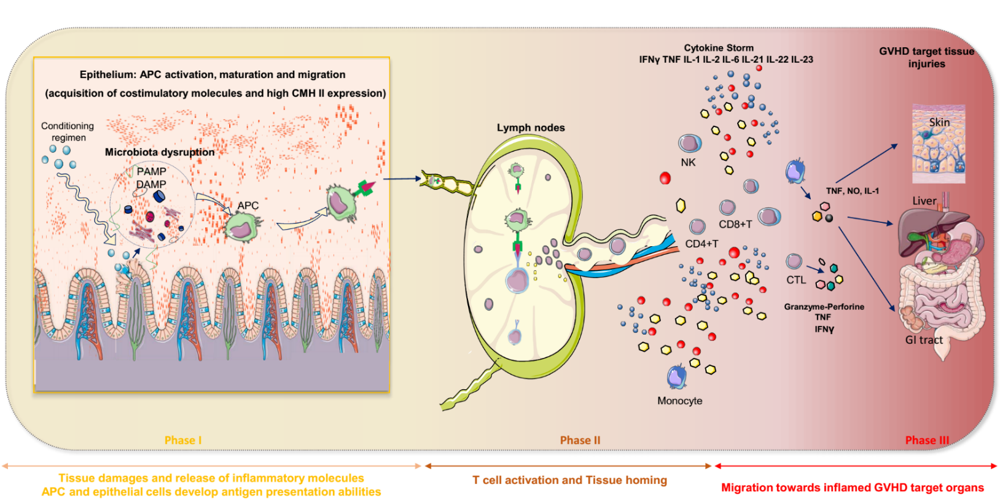 Epithelium: APC activation, maturation and migration
(acquisition of costimulatory molecules and high CMH II expression)
Conditioning
regimen
Microbiota disruption
PAMP
DAMP
APC
Lymph nodes
Cytokine Storm
IFNγ TNF IL-1 IL-2 IL-6 IL-21 IL-22 IL-23
NK
CD8+T
CD4+T
Monocyte
CTL
Granzyme-Perforine
TNF
IFNγ
TNF, NO, IL-1
GVHD target tissue
injuries
Skin
Liver
GI tract
Phase I
Phase II
Phase III
Tissue damages and release of inflammatory molecules
APC and epithelial cells develop antigen presentation abilities
T cell activation and Tissue homing
Migration towards inflamed GVHD target organs